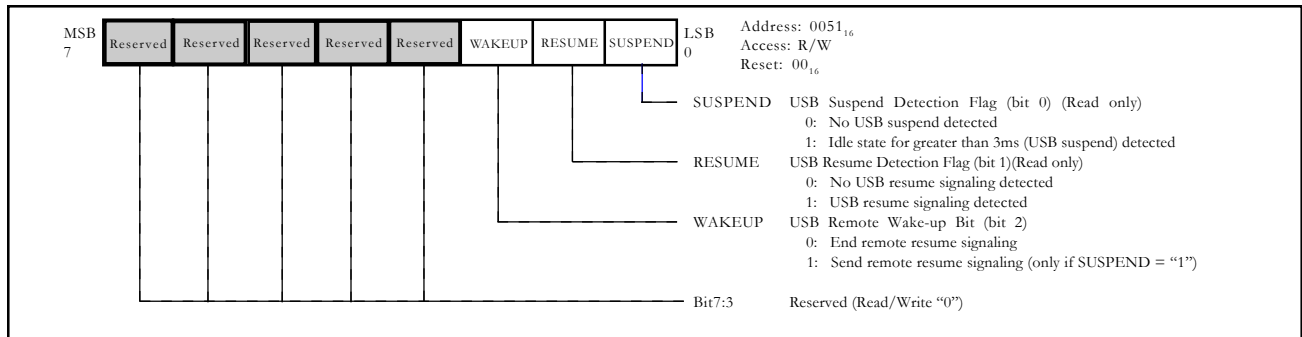 MSB
7
Reserved Reserved Reserved Reserved Reserved WAKEUP RESUME SUSPEND
LSB
0
Address: 0051₁₆
Access: R/W
Reset: 00₁₆
SUSPEND USB Suspend Detection Flag (bit 0) (Read only)
0: No USB suspend detected
1: Idle state for greater than 3ms (USB suspend) detected
RESUME USB Resume Detection Flag (bit 1)(Read only)
0: No USB resume signaling detected
1: USB resume signaling detected
WAKEUP USB Remote Wake-up Bit (bit 2)
0: End remote resume signaling
1: Send remote resume signaling (only if SUSPEND = “1”)
Bit7:3 Reserved (Read/Write “0”)